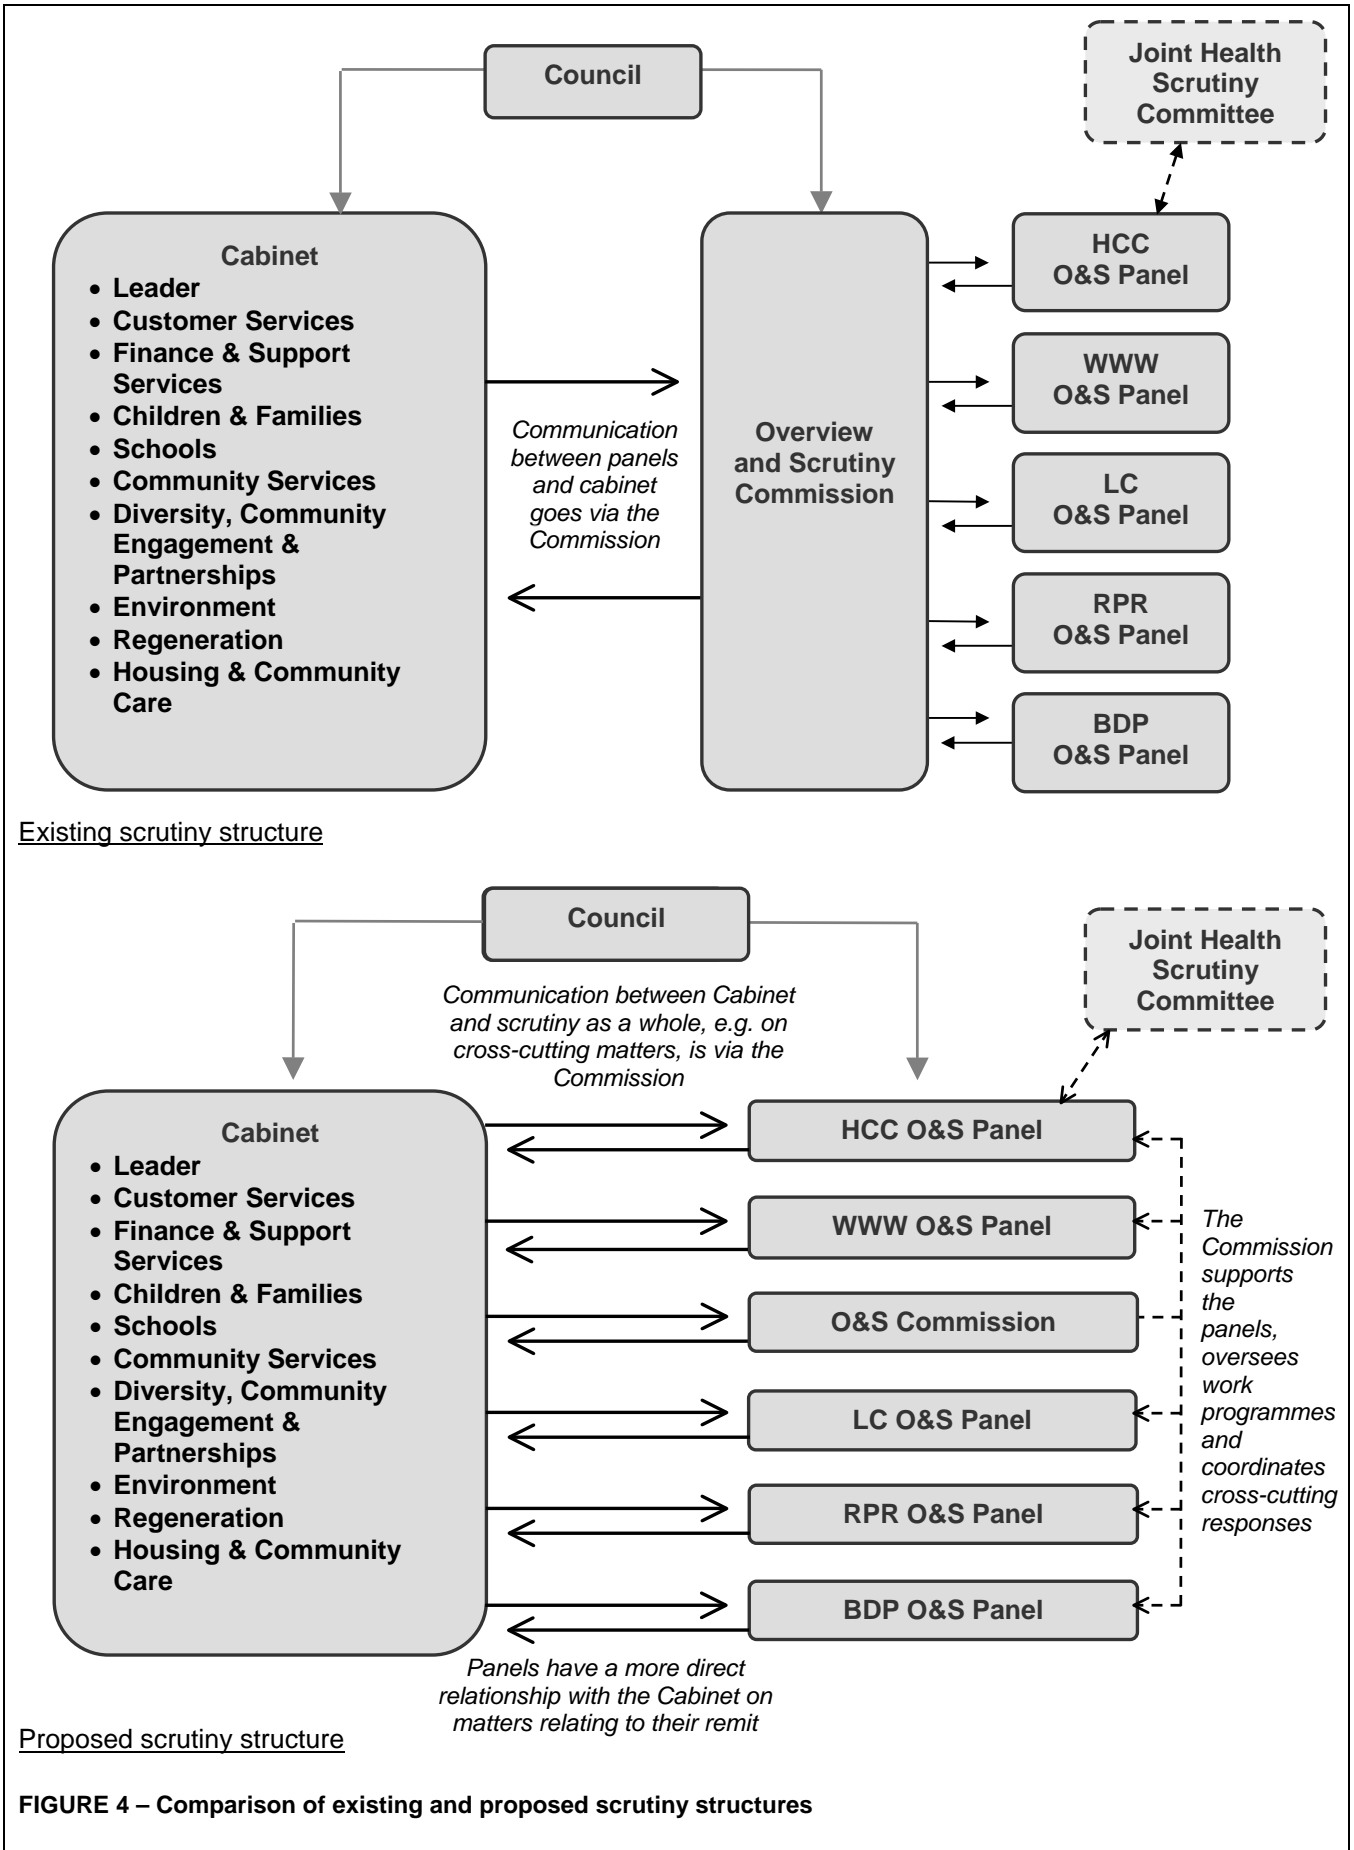 Council
Joint Health
Scrutiny
Committee
Cabinet
• Leader
• Customer Services
• Finance & Support
Services
• Children & Families
• Schools
• Community Services
• Diversity, Community
Engagement &
Partnerships
• Environment
• Regeneration
• Housing & Community
Care
Communication
between panels
and cabinet
goes via the
Commission
Overview
and Scrutiny
Commission
HCC
O&S Panel
WWW
O&S Panel
LC
O&S Panel
RPR
O&S Panel
BDP
O&S Panel
Existing scrutiny structure
Council
Joint Health
Scrutiny
Committee
Communication between Cabinet
and scrutiny as a whole, e.g. on
cross-cutting matters, is via the
Commission
Cabinet
• Leader
• Customer Services
• Finance & Support
Services
• Children & Families
• Schools
• Community Services
• Diversity, Community
Engagement &
Partnerships
• Environment
• Regeneration
• Housing & Community
Care
HCC O&S Panel
WWW O&S Panel
O&S Commission
LC O&S Panel
RPR O&S Panel
BDP O&S Panel
The
Commission
supports
the
panels,
oversees
work
programmes
and
coordinates
cross-cutting
responses
Panels have a more direct
relationship with the Cabinet on
matters relating to their remit
Proposed scrutiny structure
FIGURE 4 – Comparison of existing and proposed scrutiny structures